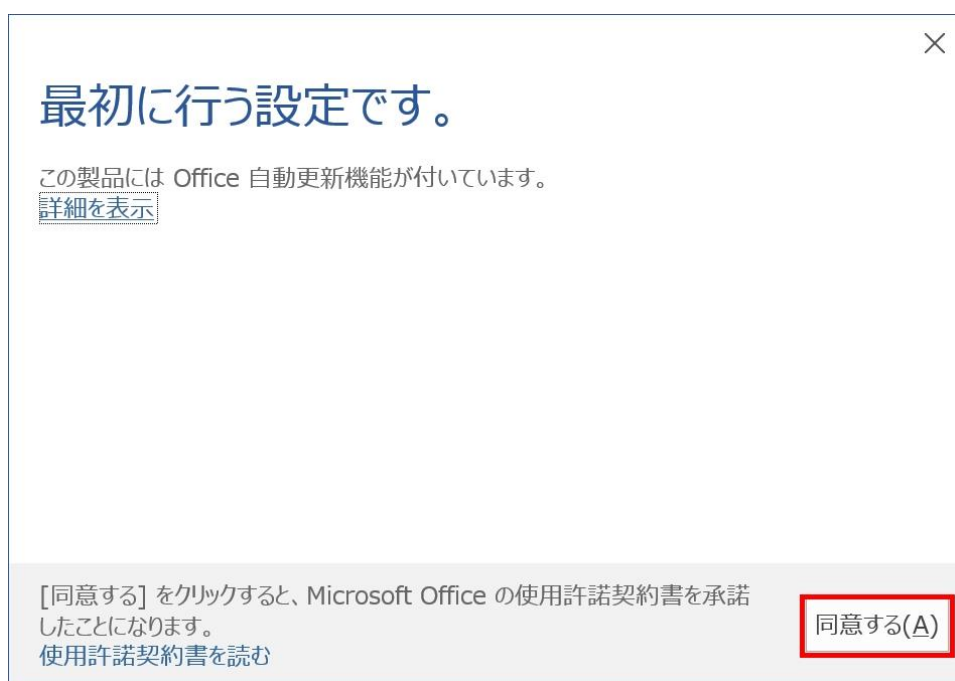 最初に行う設定です。
この製品には Office 自動更新機能が付いています。
詳細を表示
[同意する] をクリックすると、Microsoft Office の使用許諾契約書を承諾
したことになります。
使用許諾契約書を読む
同意する(A)